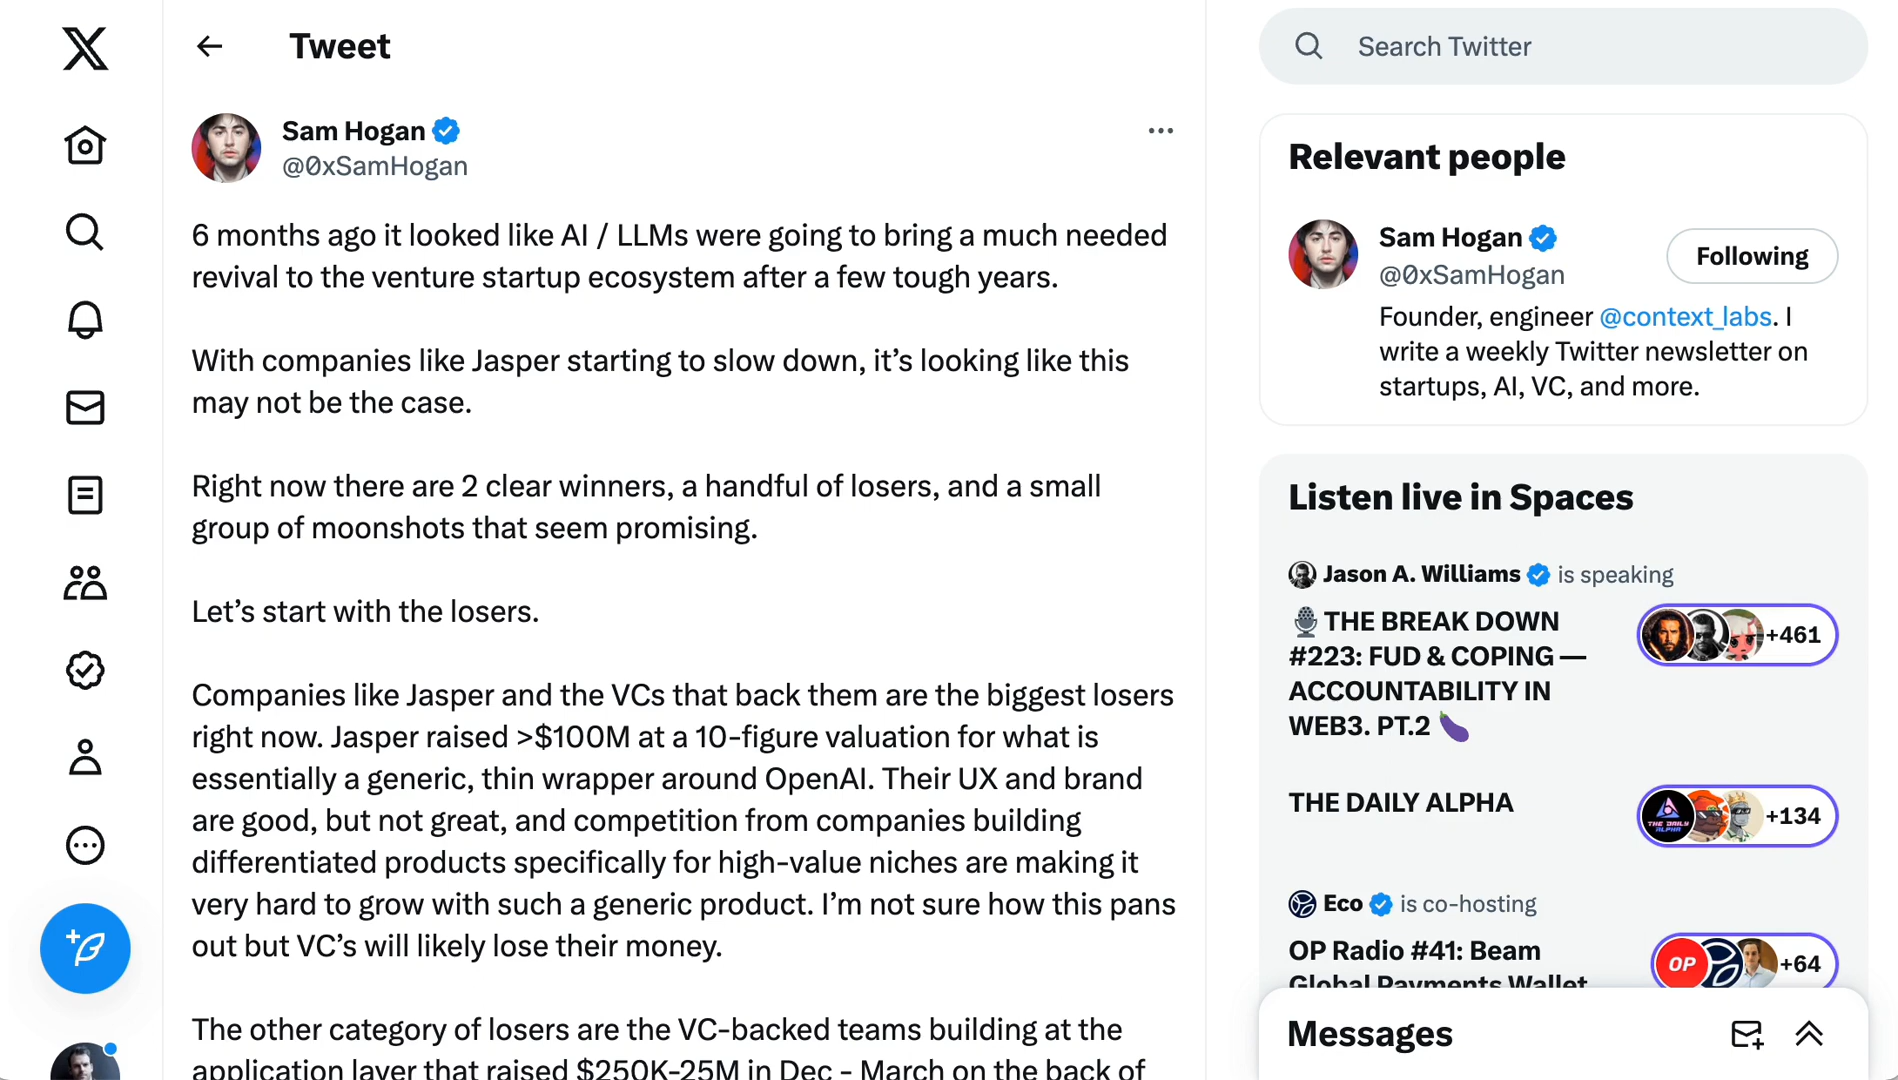 Tweet
Sam Hogan
@0xSamHogan
6 months ago it looked like AI / LLMs were going to bring a much needed
revival to the venture startup ecosystem after a few tough years.
With companies like Jasper starting to slow down, it’s looking like this
may not be the case.
Right now there are 2 clear winners, a handful of losers, and a small
group of moonshots that seem promising.
Let’s start with the losers.
Companies like Jasper and the VCs that back them are the biggest losers
right now. Jasper raised >$100M at a 10-figure valuation for what is
essentially a generic, thin wrapper around OpenAI. Their UX and brand
are good, but not great, and competition from companies building
differentiated products specifically for high-value niches are making it
very hard to grow with such a generic product. I’m not sure how this pans
out but VC’s will likely lose their money.
The other category of losers are the VC-backed teams building at the
application layer that raised $250K-25M in Dec - March on the back of
Search Twitter
Relevant people
Sam Hogan
@0xSamHogan
Following
Founder, engineer @context_labs. I
write a weekly Twitter newsletter on
startups, AI, VC, and more.
Listen live in Spaces
Jason A. Williams is speaking
🎙️THE BREAK DOWN
#223: FUD & COPING —
ACCOUNTABILITY IN
WEB3. PT.2 🍆
+461
THE DAILY ALPHA
THE DAILY
ALPHA
+134
Eco is co-hosting
OP Radio #41: Beam
Global Payments Wallet
OP
+64
Messages